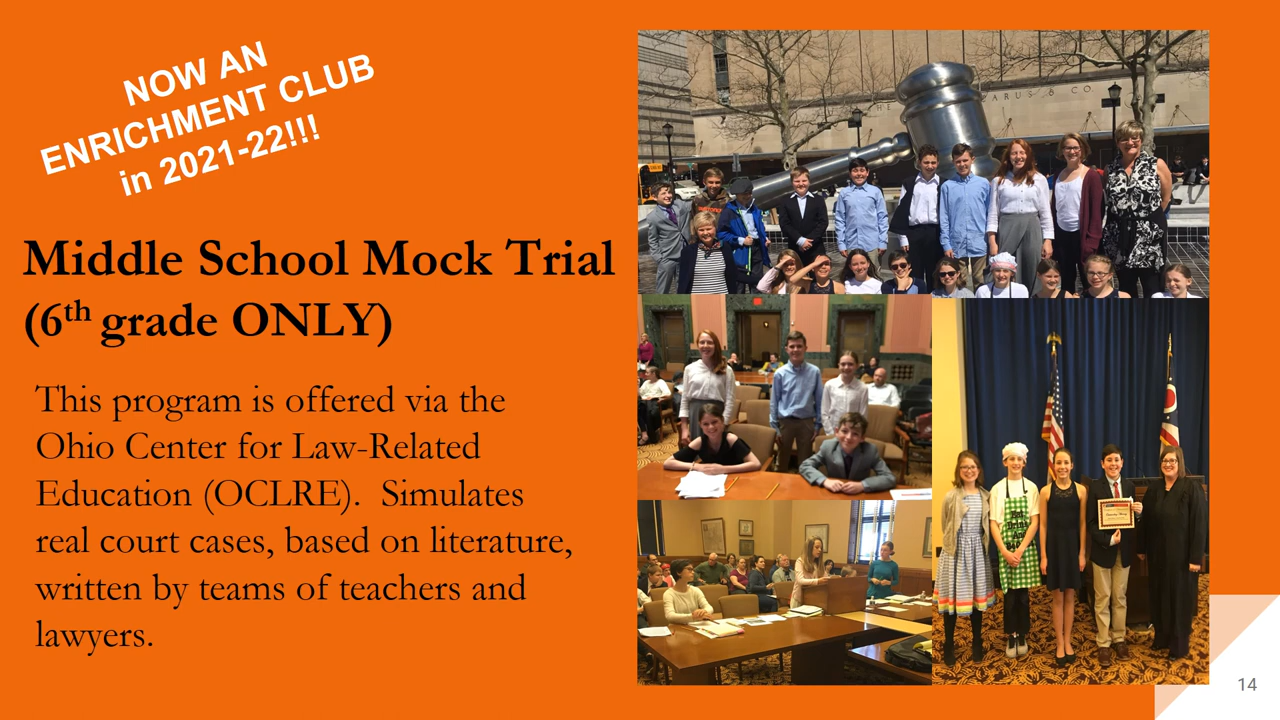 NOW AN
ENRICHMENT CLUB
in 2021-22!!!
Middle School Mock Trial
(6th grade ONLY)
This program is offered via the
Ohio Center for Law-Related
Education (OCLRE).  Simulates
real court cases, based on literature,
written by teams of teachers and
lawyers.
ARUS & CO.
14